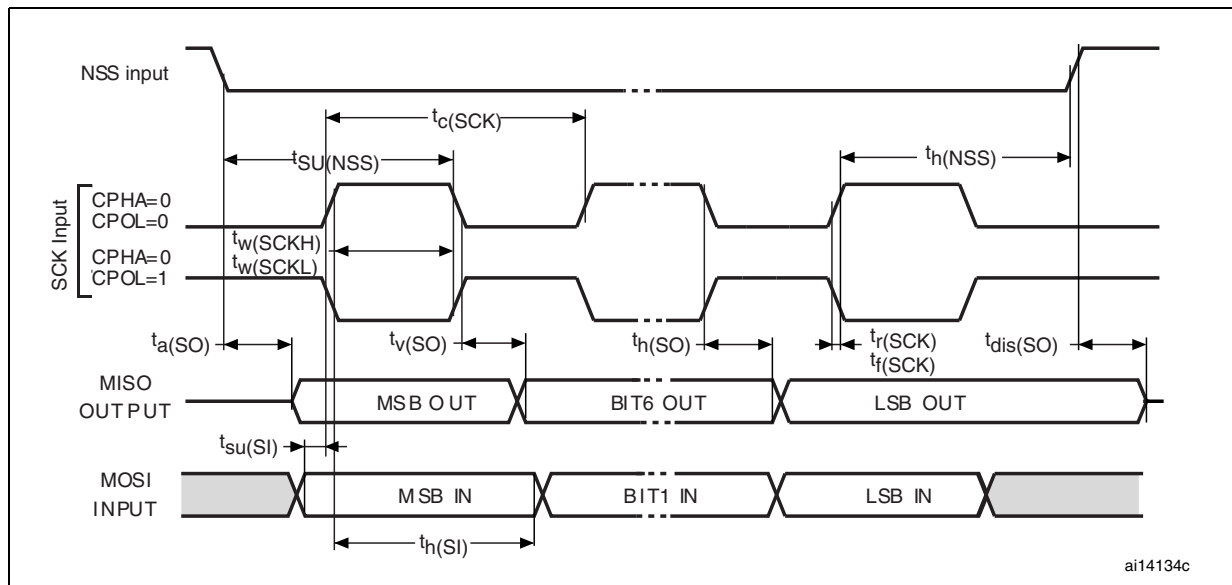 NSS input
tc(SCK)
tSU(NSS)
th(NSS)
SCK Input
CPHA=0
CPOL=0
tw(SCKH)
CPHA=0
tw(SCKL)
CPOL=1
ta(SO)
tv(SO)
th(SO)
tr(SCK)
tf(SCK)
tdis(SO)
MISO
OUTPUT
MSB OUT
BIT6 OUT
LSB OUT
tsu(SI)
MOSI
INPUT
MSB IN
BIT1 IN
LSB IN
th(SI)
ai14134c